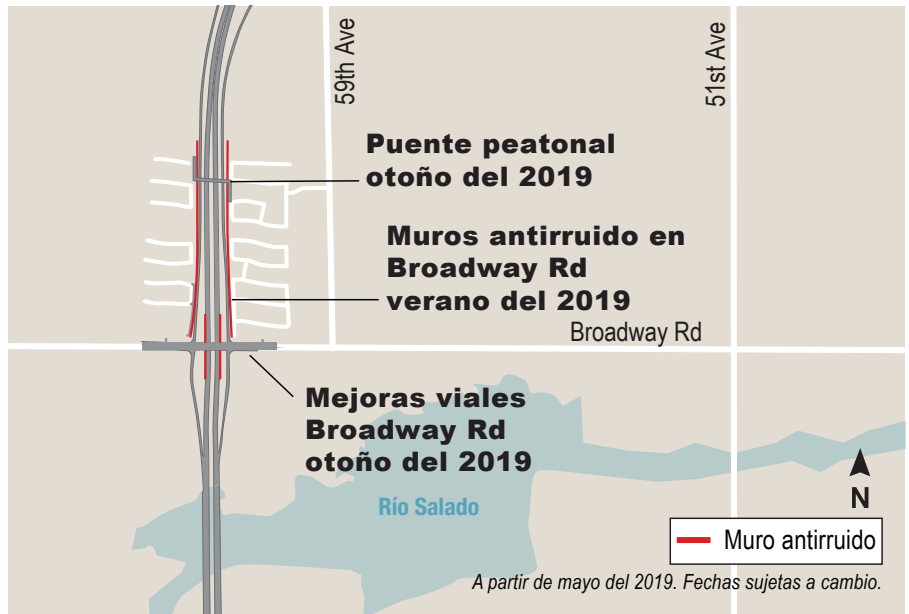 59th Ave
51st Ave
Puente peatonal
otoño del 2019
Muros antirruido en
Broadway Rd
verano del 2019
Broadway Rd
Mejoras viales
Broadway Rd
otoño del 2019
Río Salado
N
Muro antirruido
A partir de mayo del 2019. Fechas sujetas a cambio.